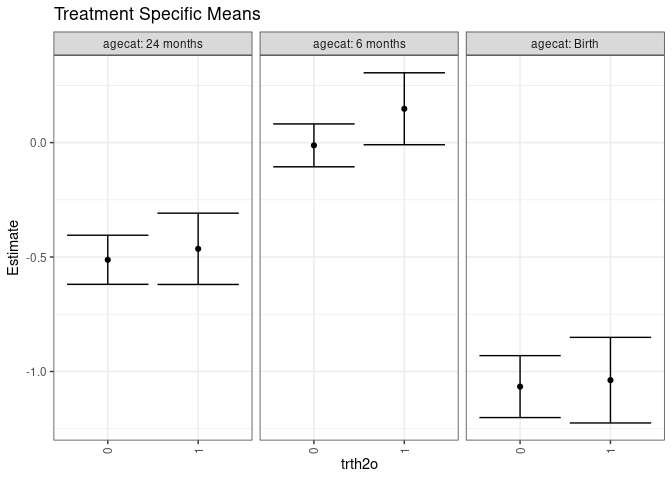 Treatment Specific Means
agecat: 24 months
agecat: 6 months
agecat: Birth
Estimate
0.0
-0.5
-1.0
0
1
0
1
0
1
trth2o